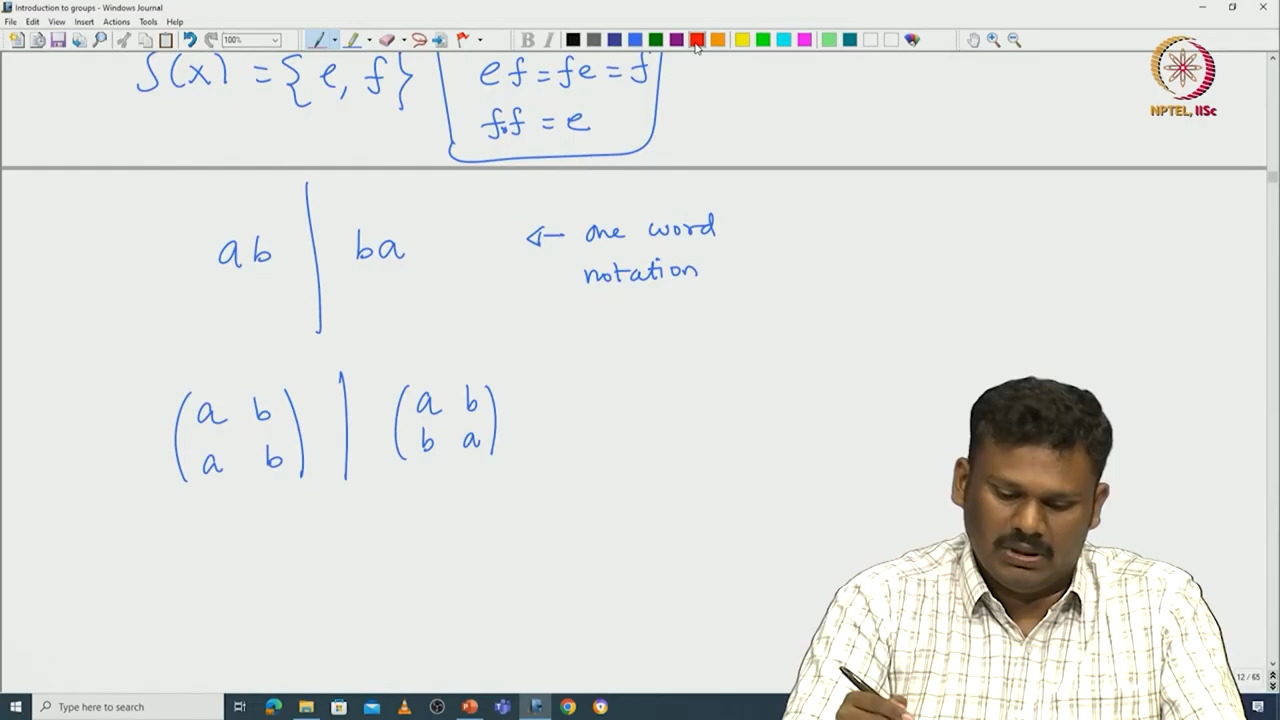 Introduction to groups - Windows Journal
File Edit View Insert Actions Tools Help
100%
S(x) = {e, f} ef = fe = f
f.f = e
NPTEL, IISc
ab | ba ← one word
notation
(a b) | (a b)
(a b) | (b a)
12 / 65
Type here to search